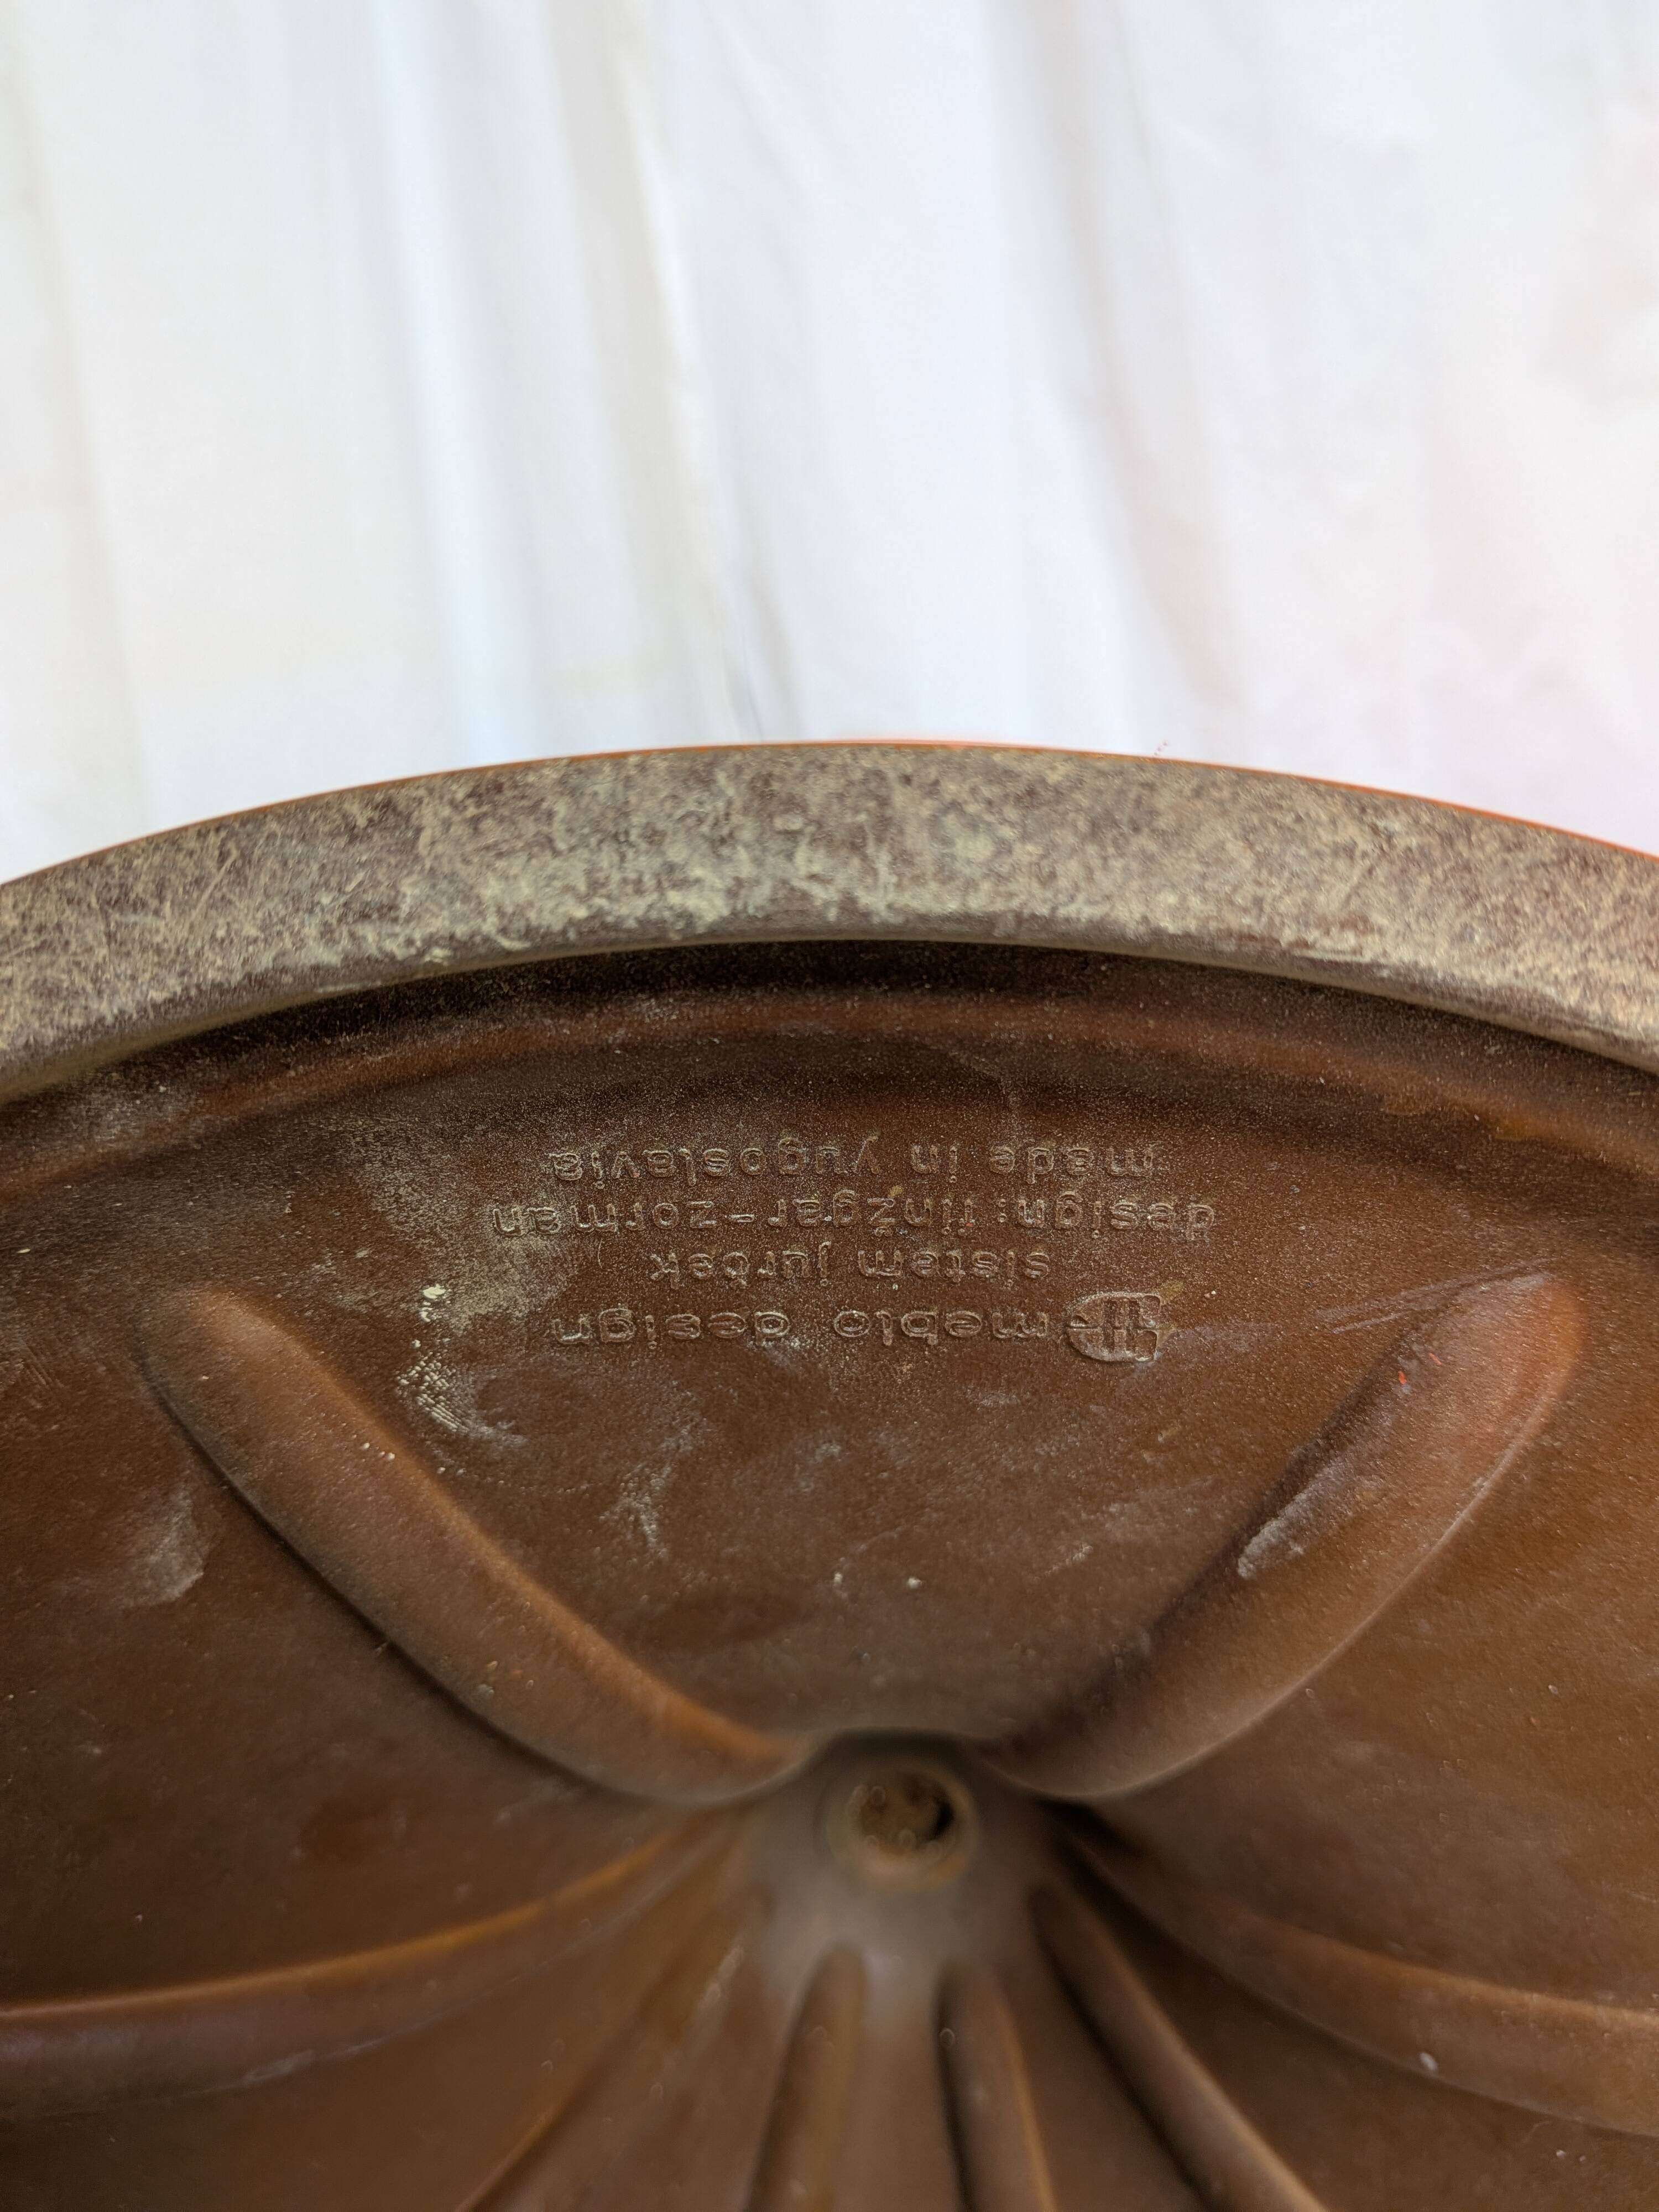 meblo design
sistem jurček
design: finžgar-zorman
made in yugoslavia